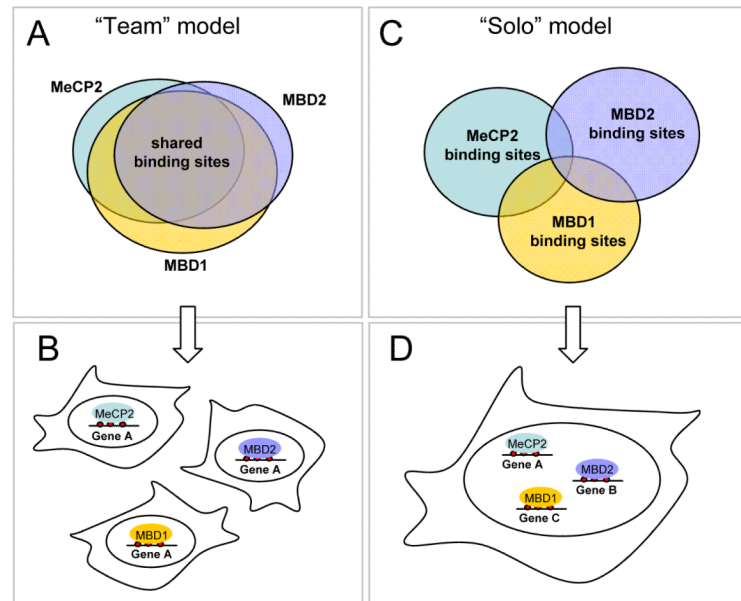 A
“Team” model
MeCP2
MBD2
shared
binding sites
MBD1
C
“Solo” model
MeCP2
binding sites
MBD2
binding sites
MBD1
binding sites
B
MeCP2
Gene A
MBD2
Gene A
MBD1
Gene A
D
MeCP2
Gene A
MBD2
Gene B
MBD1
Gene C